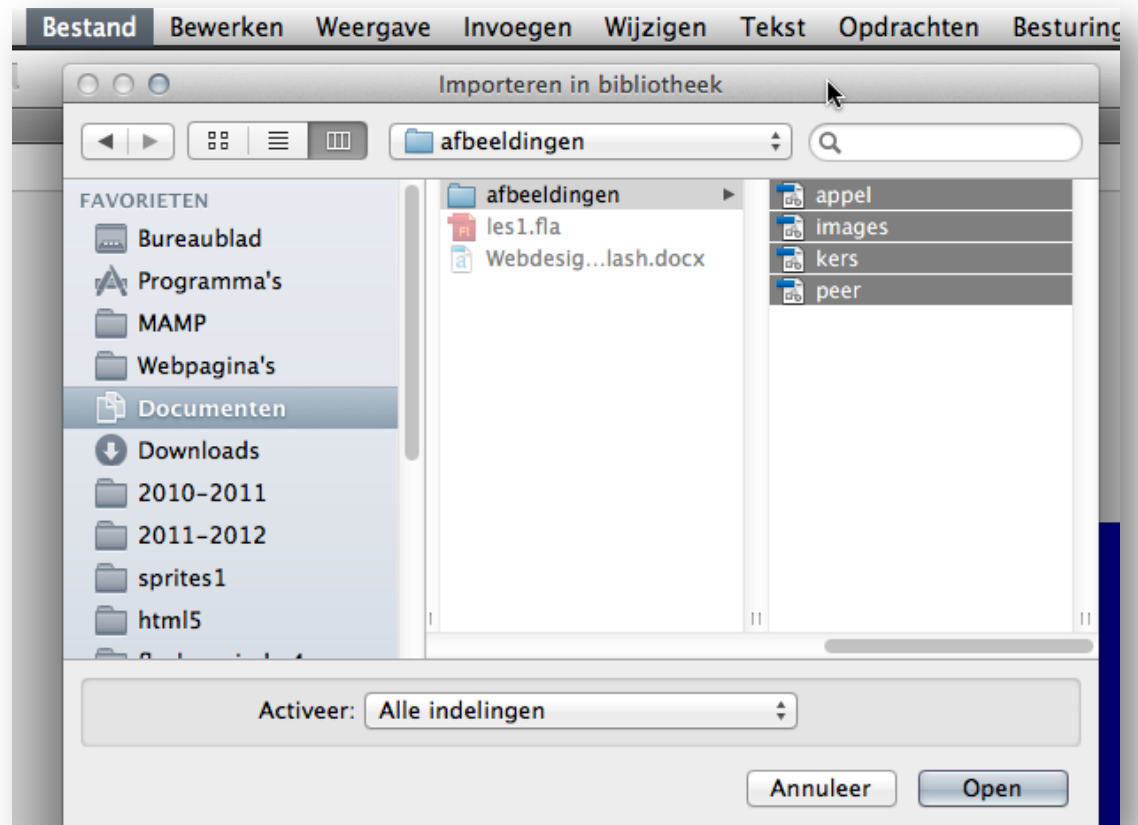 Bestand Bewerken Weergave Invoegen Wijzigen Tekst Opdrachten Besturing
Importeren in bibliotheek
afbeeldingen
FAVORIETEN
Bureaublad
Programma's
MAMP
Webpagina's
Documenten
Downloads
2010-2011
2011-2012
sprites1
html5
afbeeldingen
les1.fla
Webdesig...lash.docx
appel
images
kers
peer
Activeer: Alle indelingen
Annuleer Open